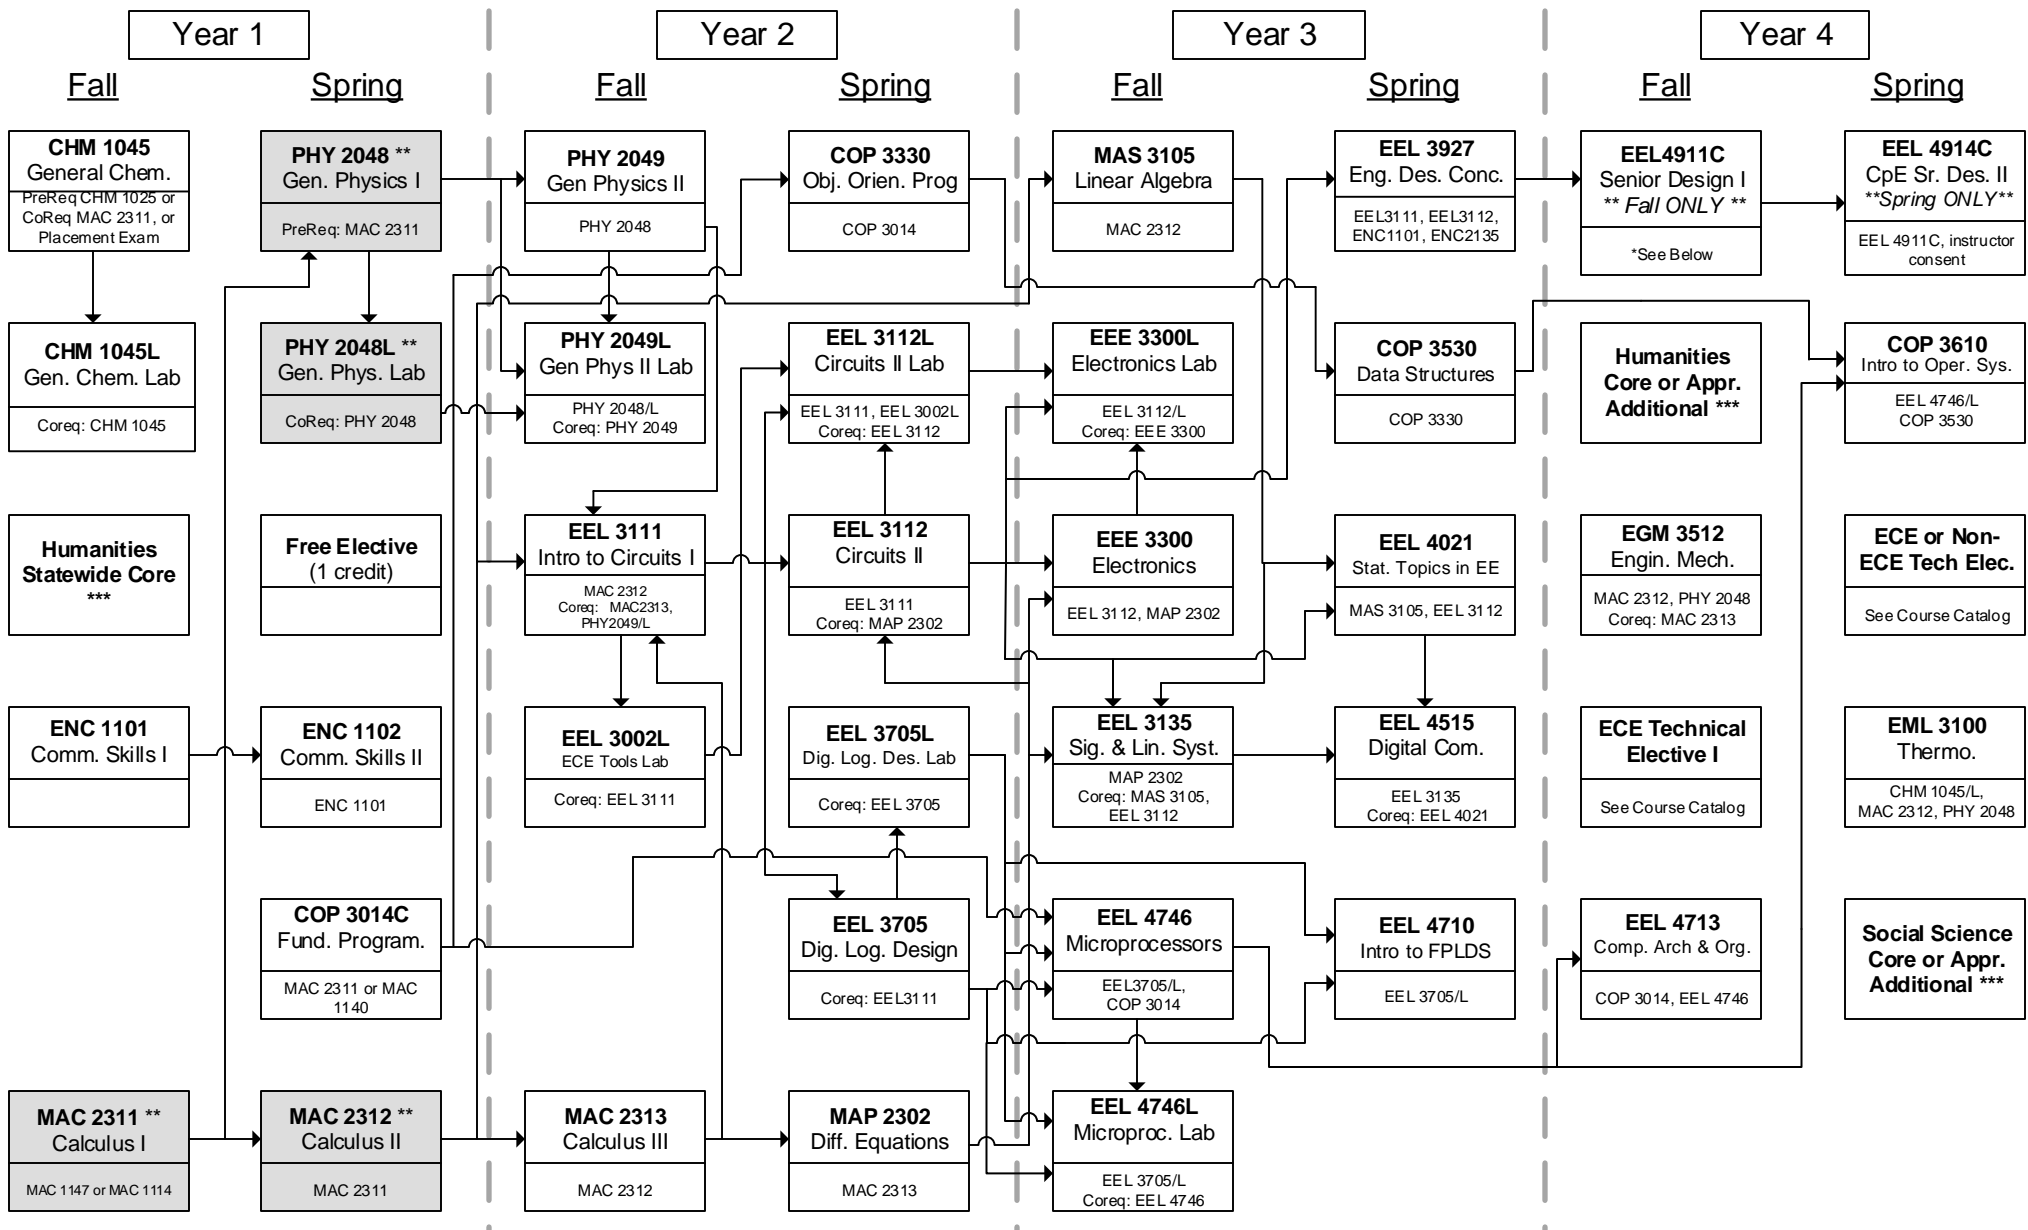 Year 1
Year 2
Year 3
Year 4
Fall
Spring
Fall
Spring
Fall
Spring
Fall
Spring
CHM 1045
General Chem.
PreReq CHM 1025 or
CoReq MAC 2311, or
Placement Exam
PHY 2048 **
Gen. Physics I
PreReq: MAC 2311
PHY 2049
Gen Physics II
PHY 2048
COP 3330
Obj. Orien. Prog
COP 3014
MAS 3105
Linear Algebra
MAC 2312
EEL 3927
Eng. Des. Conc.
EEL3111, EEL3112,
ENC1101, ENC2135
EEL4911C
Senior Design I
** Fall ONLY **
*See Below
EEL 4914C
CpE Sr. Des. II
**Spring ONLY**
EEL 4911C, instructor
consent
CHM 1045L
Gen. Chem. Lab
Coreq: CHM 1045
PHY 2048L **
Gen. Phys. Lab
CoReq: PHY 2048
PHY 2049L
Gen Phys II Lab
PHY 2048/L
Coreq: PHY 2049
EEL 3112L
Circuits II Lab
EEL 3111, EEL 3002L
Coreq: EEL 3112
EEE 3300L
Electronics Lab
EEL 3112/L
Coreq: EEE 3300
COP 3530
Data Structures
COP 3330
Humanities
Core or Appr.
Additional ***
COP 3610
Intro to Oper. Sys.
EEL 4746/L
COP 3530
Humanities
Statewide Core
***
Free Elective
(1 credit)
EEL 3111
Intro to Circuits I
MAC 2312
Coreq: MAC2313,
PHY2049/L
EEL 3112
Circuits II
EEL 3111
Coreq: MAP 2302
EEE 3300
Electronics
EEL 3112, MAP 2302
EEL 4021
Stat. Topics in EE
MAS 3105, EEL 3112
EGM 3512
Engin. Mech.
MAC 2312, PHY 2048
Coreq: MAC 2313
ECE or Non-
ECE Tech Elec.
See Course Catalog
ENC 1101
Comm. Skills I
ENC 1102
Comm. Skills II
ENC 1101
EEL 3002L
ECE Tools Lab
Coreq: EEL 3111
EEL 3705L
Dig. Log. Des. Lab
Coreq: EEL 3705
EEL 3135
Sig. & Lin. Syst.
MAP 2302
Coreq: MAS 3105,
EEL 3112
EEL 4515
Digital Com.
EEL 3135
Coreq: EEL 4021
ECE Technical
Elective I
See Course Catalog
EML 3100
Thermo.
CHM 1045/L,
MAC 2312, PHY 2048
COP 3014C
Fund. Program.
MAC 2311 or MAC
1140
EEL 3705
Dig. Log. Design
Coreq: EEL3111
EEL 4746
Microprocessors
EEL3705/L,
COP 3014
EEL 4710
Intro to FPLDS
EEL 3705/L
EEL 4713
Comp. Arch & Org.
COP 3014, EEL 4746
Social Science
Core or Appr.
Additional ***
MAC 2311 **
Calculus I
MAC 1147 or MAC 1114
MAC 2312 **
Calculus II
MAC 2311
MAC 2313
Calculus III
MAC 2312
MAP 2302
Diff. Equations
MAC 2313
EEL 4746L
Microproc. Lab
EEL 3705/L
Coreq: EEL 4746